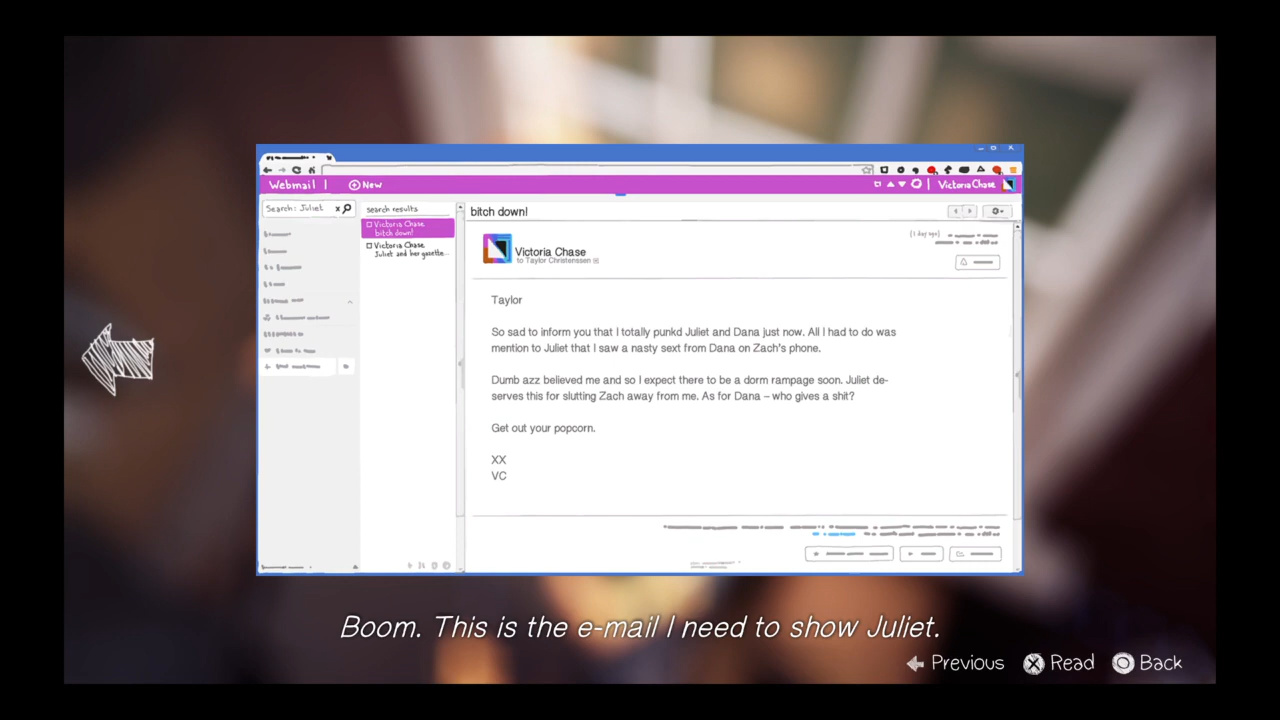 Webmail | New Victoria Chase
Search: Juliet x
search results
Victoria Chase
bitch down!
Victoria Chase
Juliet and her gazette...
bitch down!
Victoria Chase
to Taylor Christenssen
(1 day ago)
Taylor
So sad to inform you that I totally punkd Juliet and Dana just now. All I had to do was
mention to Juliet that I saw a nasty sext from Dana on Zach's phone.
Dumb azz believed me and so I expect there to be a dorm rampage soon. Juliet de-
serves this for slutting Zach away from me. As for Dana – who gives a shit?
Get out your popcorn.
XX
VC
Boom. This is the e-mail I need to show Juliet.
Previous Read Back